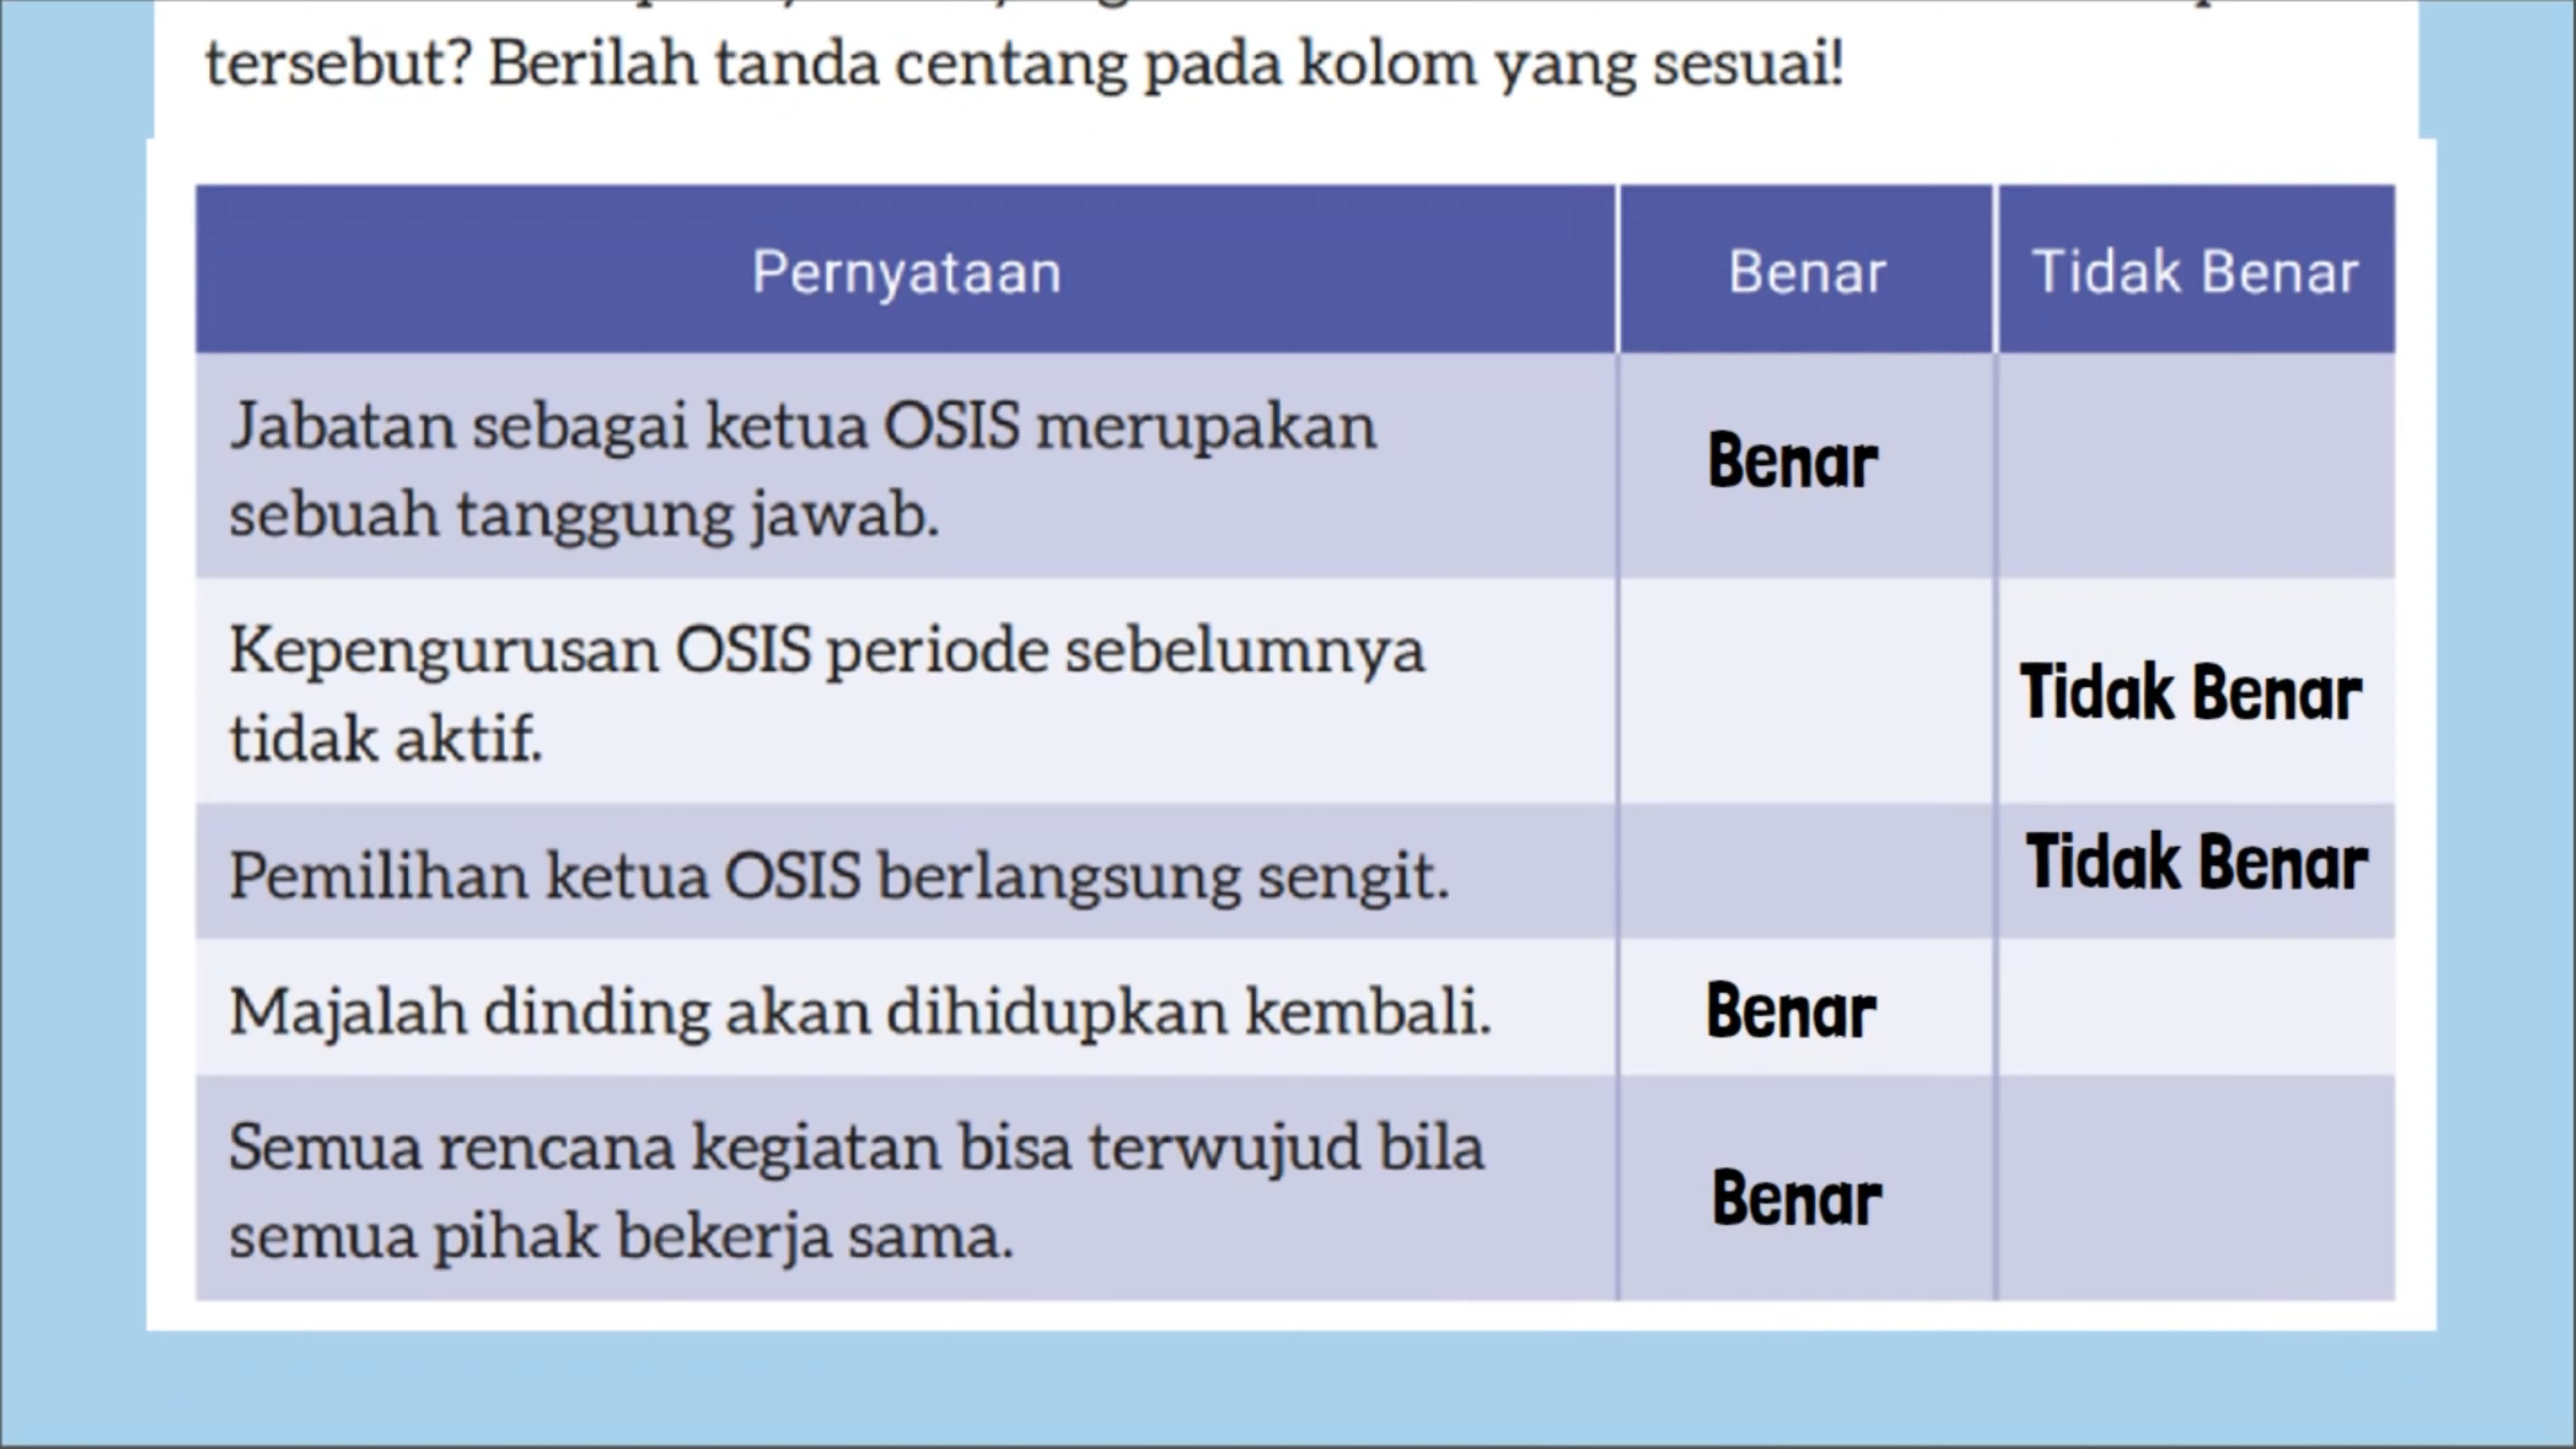 tersebut? Berilah tanda centang pada kolom yang sesuai!
Pernyataan Benar Tidak Benar
Jabatan sebagai ketua OSIS merupakan
sebuah tanggung jawab.
Benar
Kepengurusan OSIS periode sebelumnya
tidak aktif.
Tidak Benar
Pemilihan ketua OSIS berlangsung sengit.
Tidak Benar
Majalah dinding akan dihidupkan kembali.
Benar
Semua rencana kegiatan bisa terwujud bila
semua pihak bekerja sama.
Benar